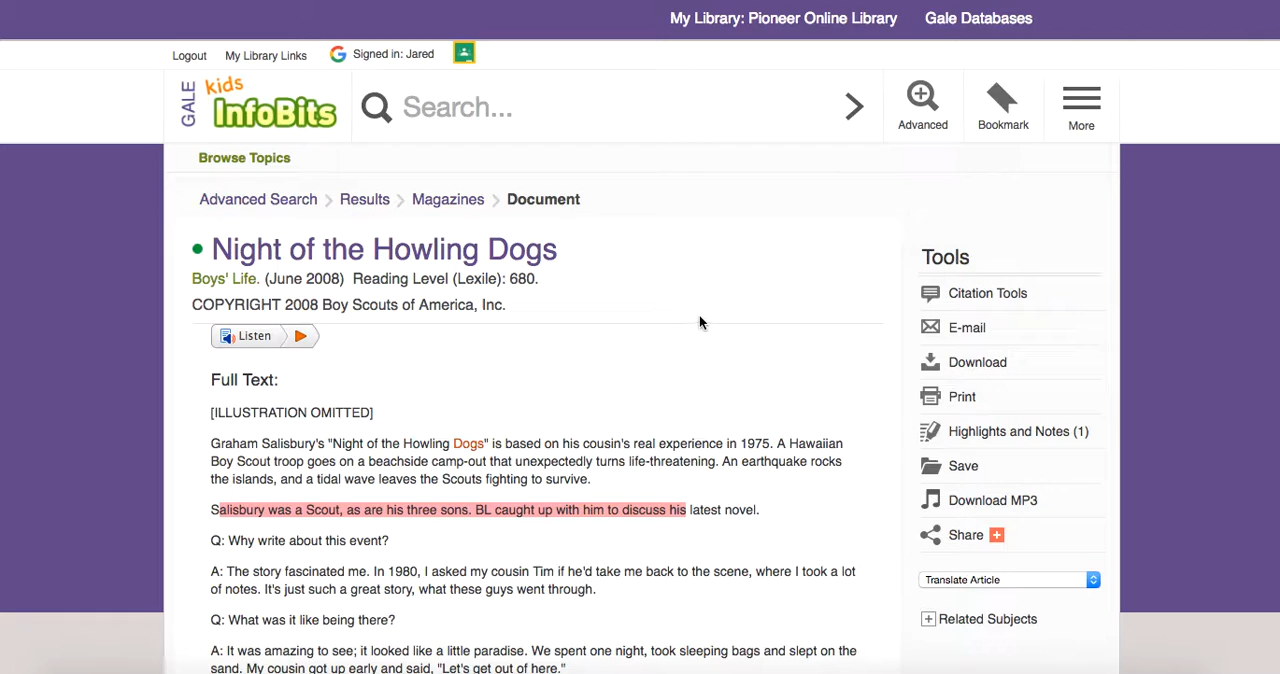 My Library: Pioneer Online Library Gale Databases
Logout My Library Links Signed in: Jared
GALE kids InfoBits Search... Advanced Bookmark More
Browse Topics
Advanced Search Results Magazines Document
Night of the Howling Dogs
Boys' Life. (June 2008) Reading Level (Lexile): 680.
COPYRIGHT 2008 Boy Scouts of America, Inc.
Listen
Full Text:
[ILLUSTRATION OMITTED]
Graham Salisbury's "Night of the Howling Dogs" is based on his cousin's real experience in 1975. A Hawaiian
Boy Scout troop goes on a beachside camp-out that unexpectedly turns life-threatening. An earthquake rocks
the islands, and a tidal wave leaves the Scouts fighting to survive.
Salisbury was a Scout, as are his three sons. BL caught up with him to discuss his latest novel.
Q: Why write about this event?
A: The story fascinated me. In 1980, I asked my cousin Tim if he'd take me back to the scene, where I took a lot
of notes. It's just such a great story, what these guys went through.
Q: What was it like being there?
A: It was amazing to see; it looked like a little paradise. We spent one night, took sleeping bags and slept on the
sand. My cousin got up early and said, "Let's get out of here."
Tools
Citation Tools
E-mail
Download
Print
Highlights and Notes (1)
Save
Download MP3
Share
Translate Article
Related Subjects